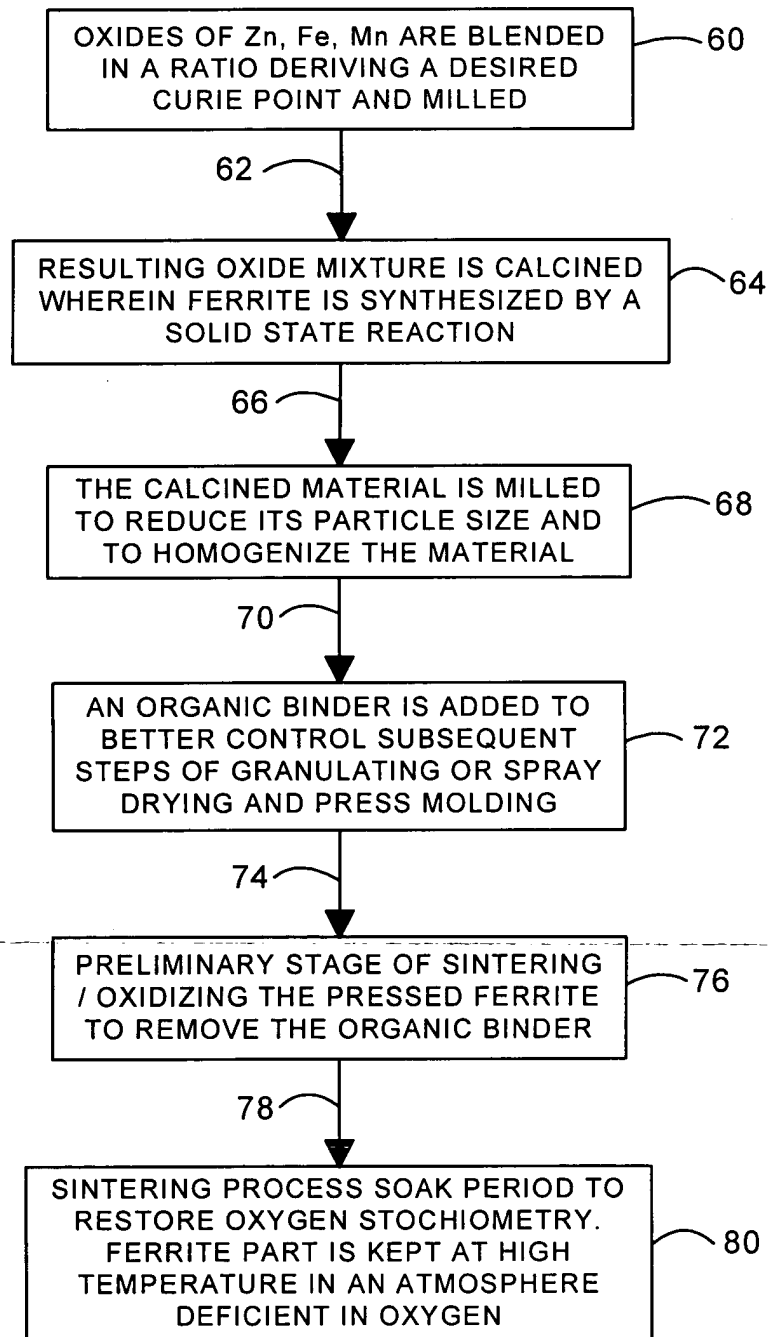 OXIDES OF Zn, Fe, Mn ARE BLENDED
IN A RATIO DERIVING A DESIRED
CURIE POINT AND MILLED
60
62
RESULTING OXIDE MIXTURE IS CALCINED
WHEREIN FERRITE IS SYNTHESIZED BY A
SOLID STATE REACTION
64
66
THE CALCINED MATERIAL IS MILLED
TO REDUCE ITS PARTICLE SIZE AND
TO HOMOGENIZE THE MATERIAL
68
70
AN ORGANIC BINDER IS ADDED TO
BETTER CONTROL SUBSEQUENT
STEPS OF GRANULATING OR SPRAY
DRYING AND PRESS MOLDING
72
74
PRELIMINARY STAGE OF SINTERING
/ OXIDIZING THE PRESSED FERRITE
TO REMOVE THE ORGANIC BINDER
76
78
SINTERING PROCESS SOAK PERIOD TO
RESTORE OXYGEN STOCHIOMETRY.
FERRITE PART IS KEPT AT HIGH
TEMPERATURE IN AN ATMOSPHERE
DEFICIENT IN OXYGEN
80